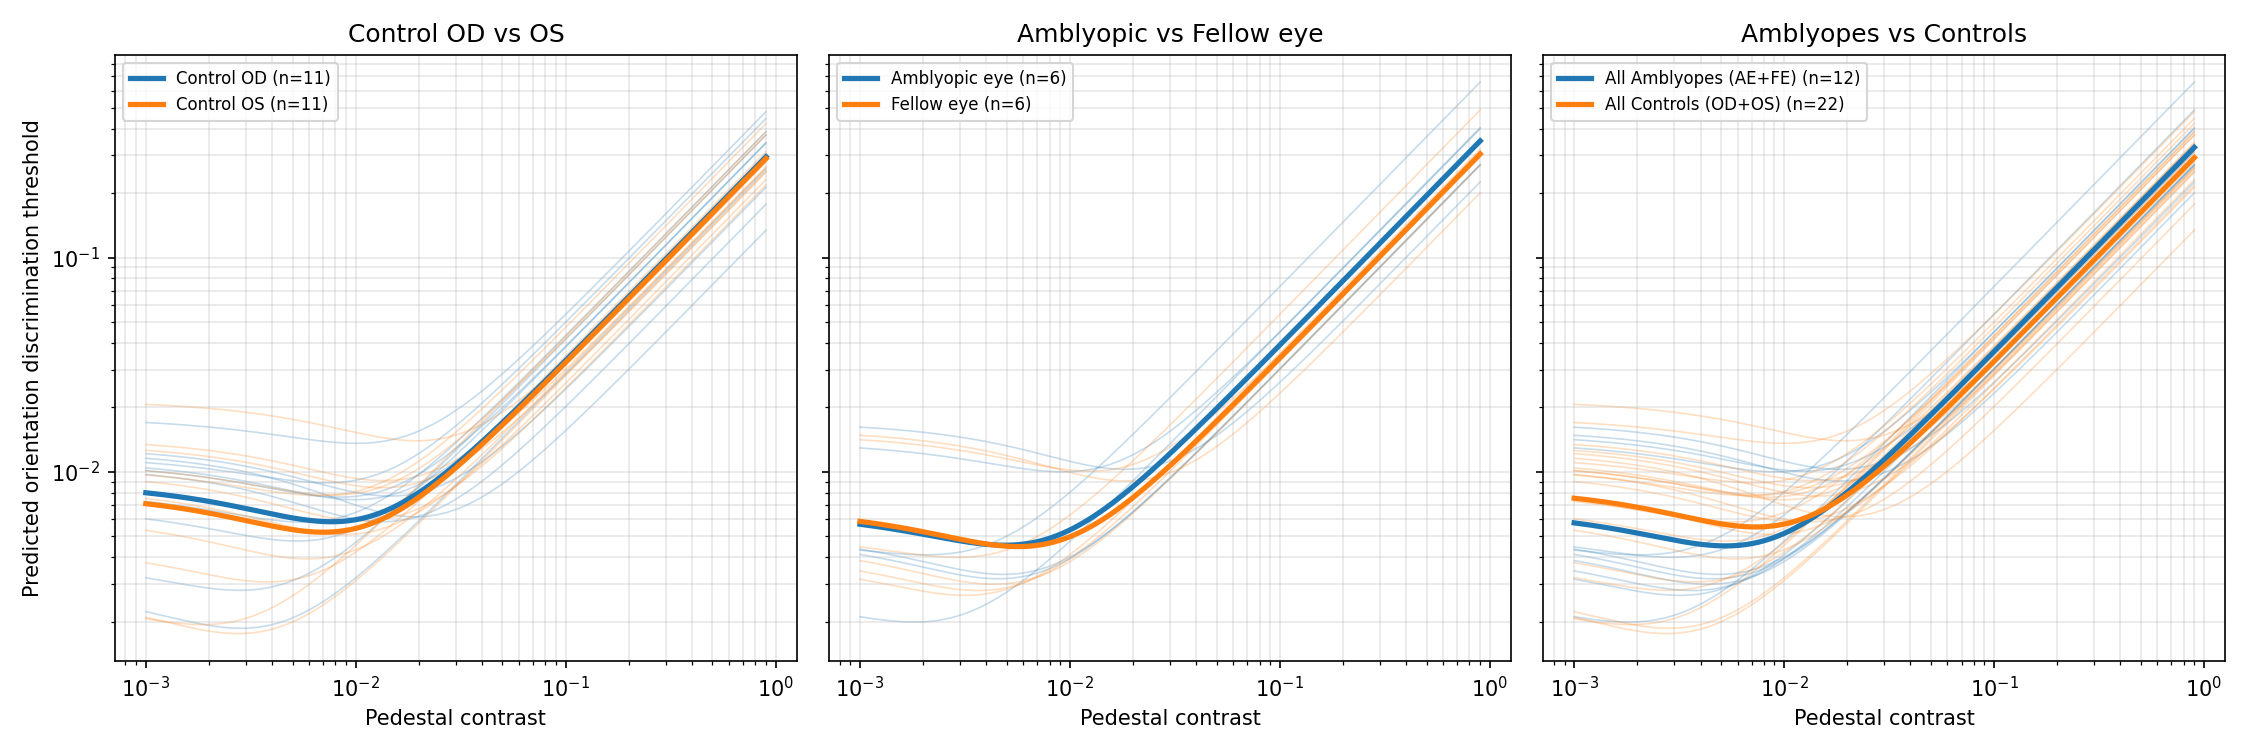 Control OD vs OS
Amblyopic vs Fellow eye
Amblyopes vs Controls
Control OD (n=11)
Control OS (n=11)
Amblyopic eye (n=6)
Fellow eye (n=6)
All Amblyopes (AE+FE) (n=12)
All Controls (OD+OS) (n=22)
Predicted orientation discrimination threshold
10⁻¹
10⁻²
10⁻³ 10⁻² 10⁻¹ 10⁰
10⁻³ 10⁻² 10⁻¹ 10⁰
10⁻³ 10⁻² 10⁻¹ 10⁰
Pedestal contrast
Pedestal contrast
Pedestal contrast